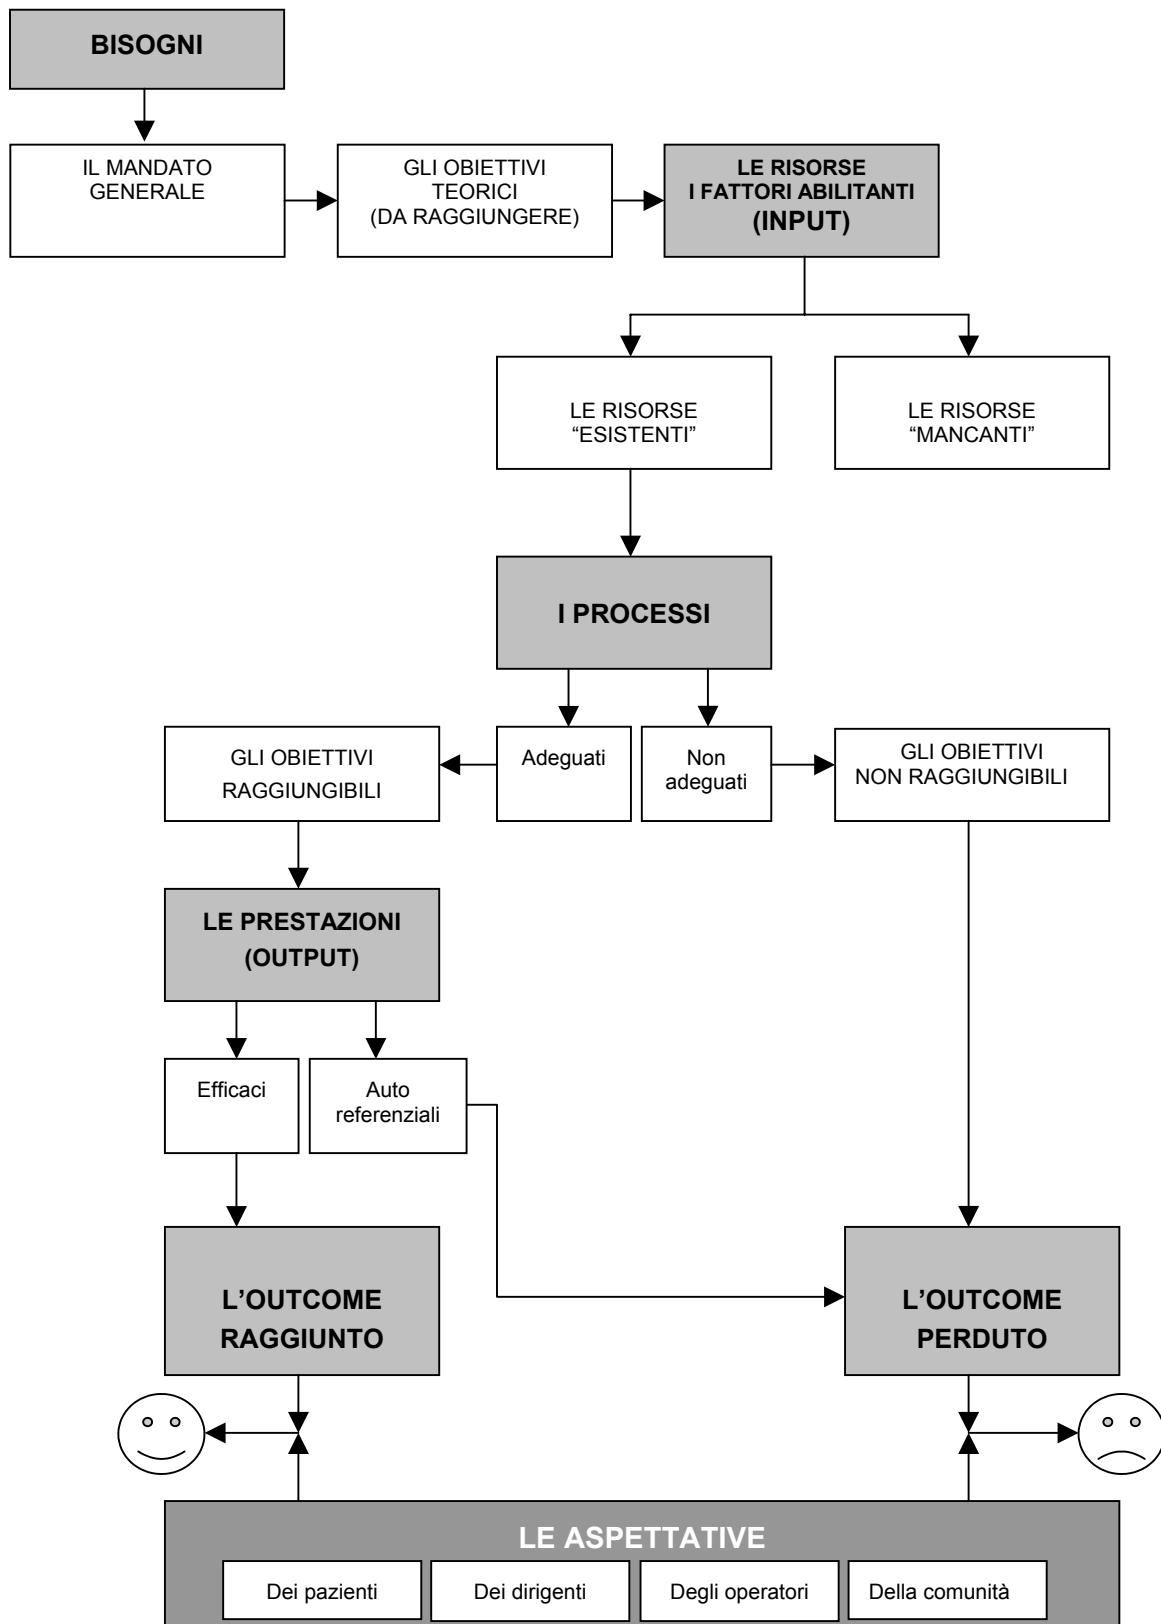 BISOGNI
IL MANDATO
GENERALE
GLI OBIETTIVI
TEORICI
(DA RAGGIUNGERE)
LE RISORSE
I FATTORI ABILITANTI
(INPUT)
LE RISORSE
“ESISTENTI”
LE RISORSE
“MANCANTI”
I PROCESSI
GLI OBIETTIVI
RAGGIUNGIBILI
Adeguati
Non
adeguati
GLI OBIETTIVI
NON RAGGIUNGIBILI
LE PRESTAZIONI
(OUTPUT)
Efficaci
Auto
referenziali
L’OUTCOME
RAGGIUNTO
L’OUTCOME
PERDUTO
LE ASPETTATIVE
Dei pazienti
Dei dirigenti
Degli operatori
Della comunità